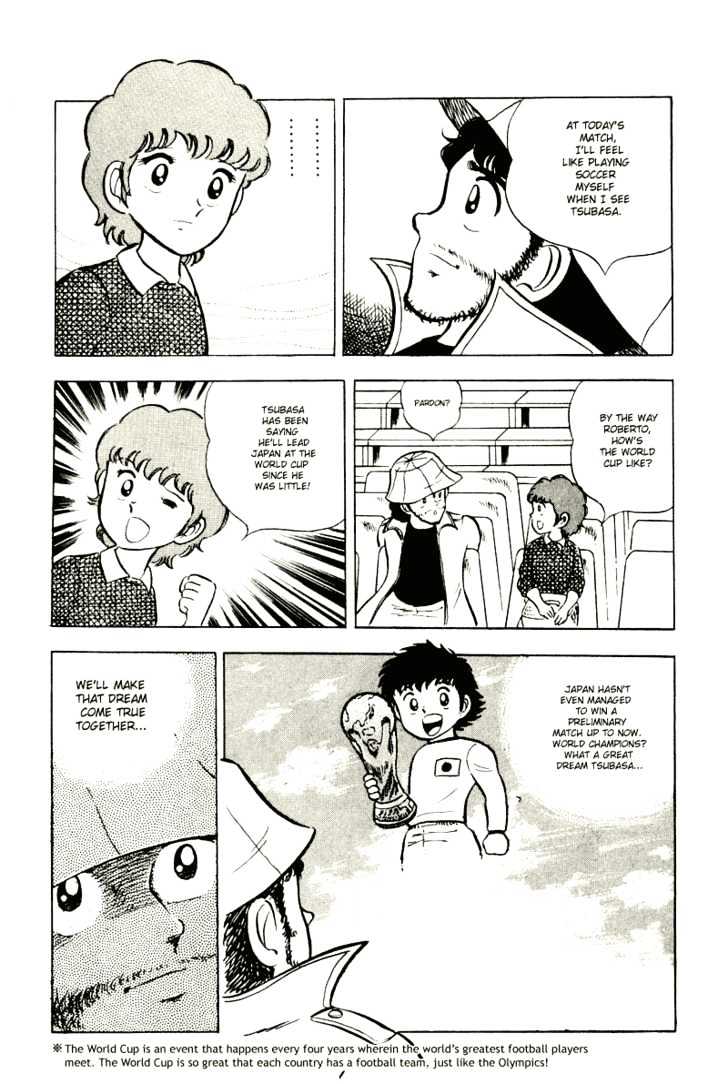 AT TODAY'S
MATCH,
I'LL FEEL
LIKE PLAYING
SOCCER
MYSELF
WHEN I SEE
TSUBASA.
BY THE WAY
ROBERTO,
HOW'S
THE WORLD
CUP LIKE?
PARDON?
TSUBASA
HAS BEEN
SAYING
HE'LL LEAD
JAPAN AT THE
WORLD CUP
SINCE HE
WAS LITTLE!
JAPAN HASN'T
EVEN MANAGED
TO WIN A
PRELIMINARY
MATCH UP TO NOW.
WORLD CHAMPIONS?
WHAT A GREAT
DREAM TSUBASA...
WE'LL MAKE
THAT DREAM
COME TRUE
TOGETHER...
※ The World Cup is an event that happens every four years wherein the world's greatest football players
meet. The World Cup is so great that each country has a football team, just like the Olympics!